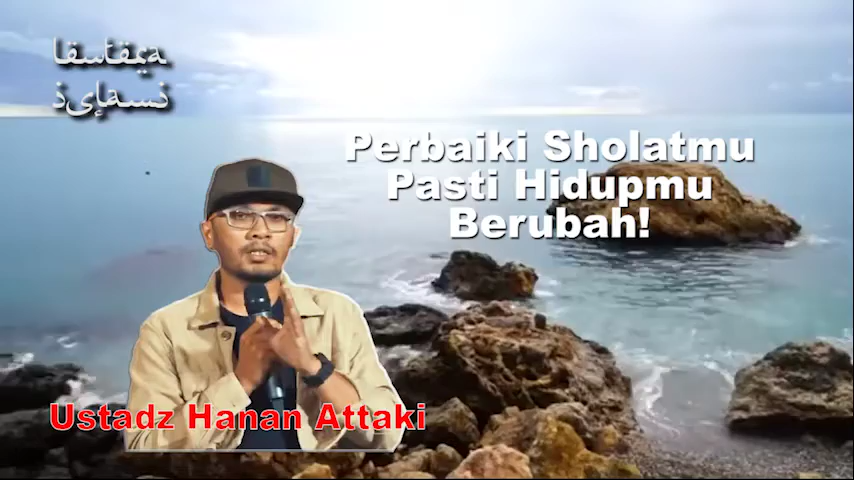 Perbaiki Sholatmu
Pasti Hidupmu
Berubah!
Ustadz Hanan Attaki